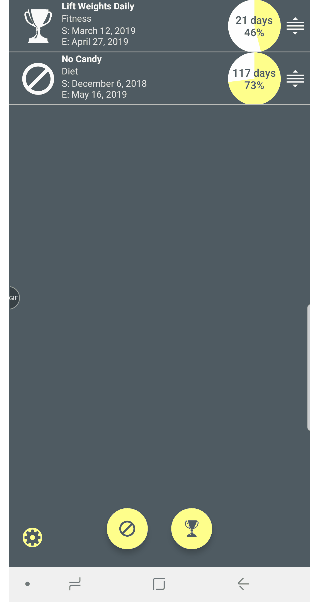 Lift Weights Daily
Fitness
S: March 12, 2019
E: April 27, 2019
21 days
46%
No Candy
Diet
S: December 6, 2018
E: May 16, 2019
117 days
73%
GIF